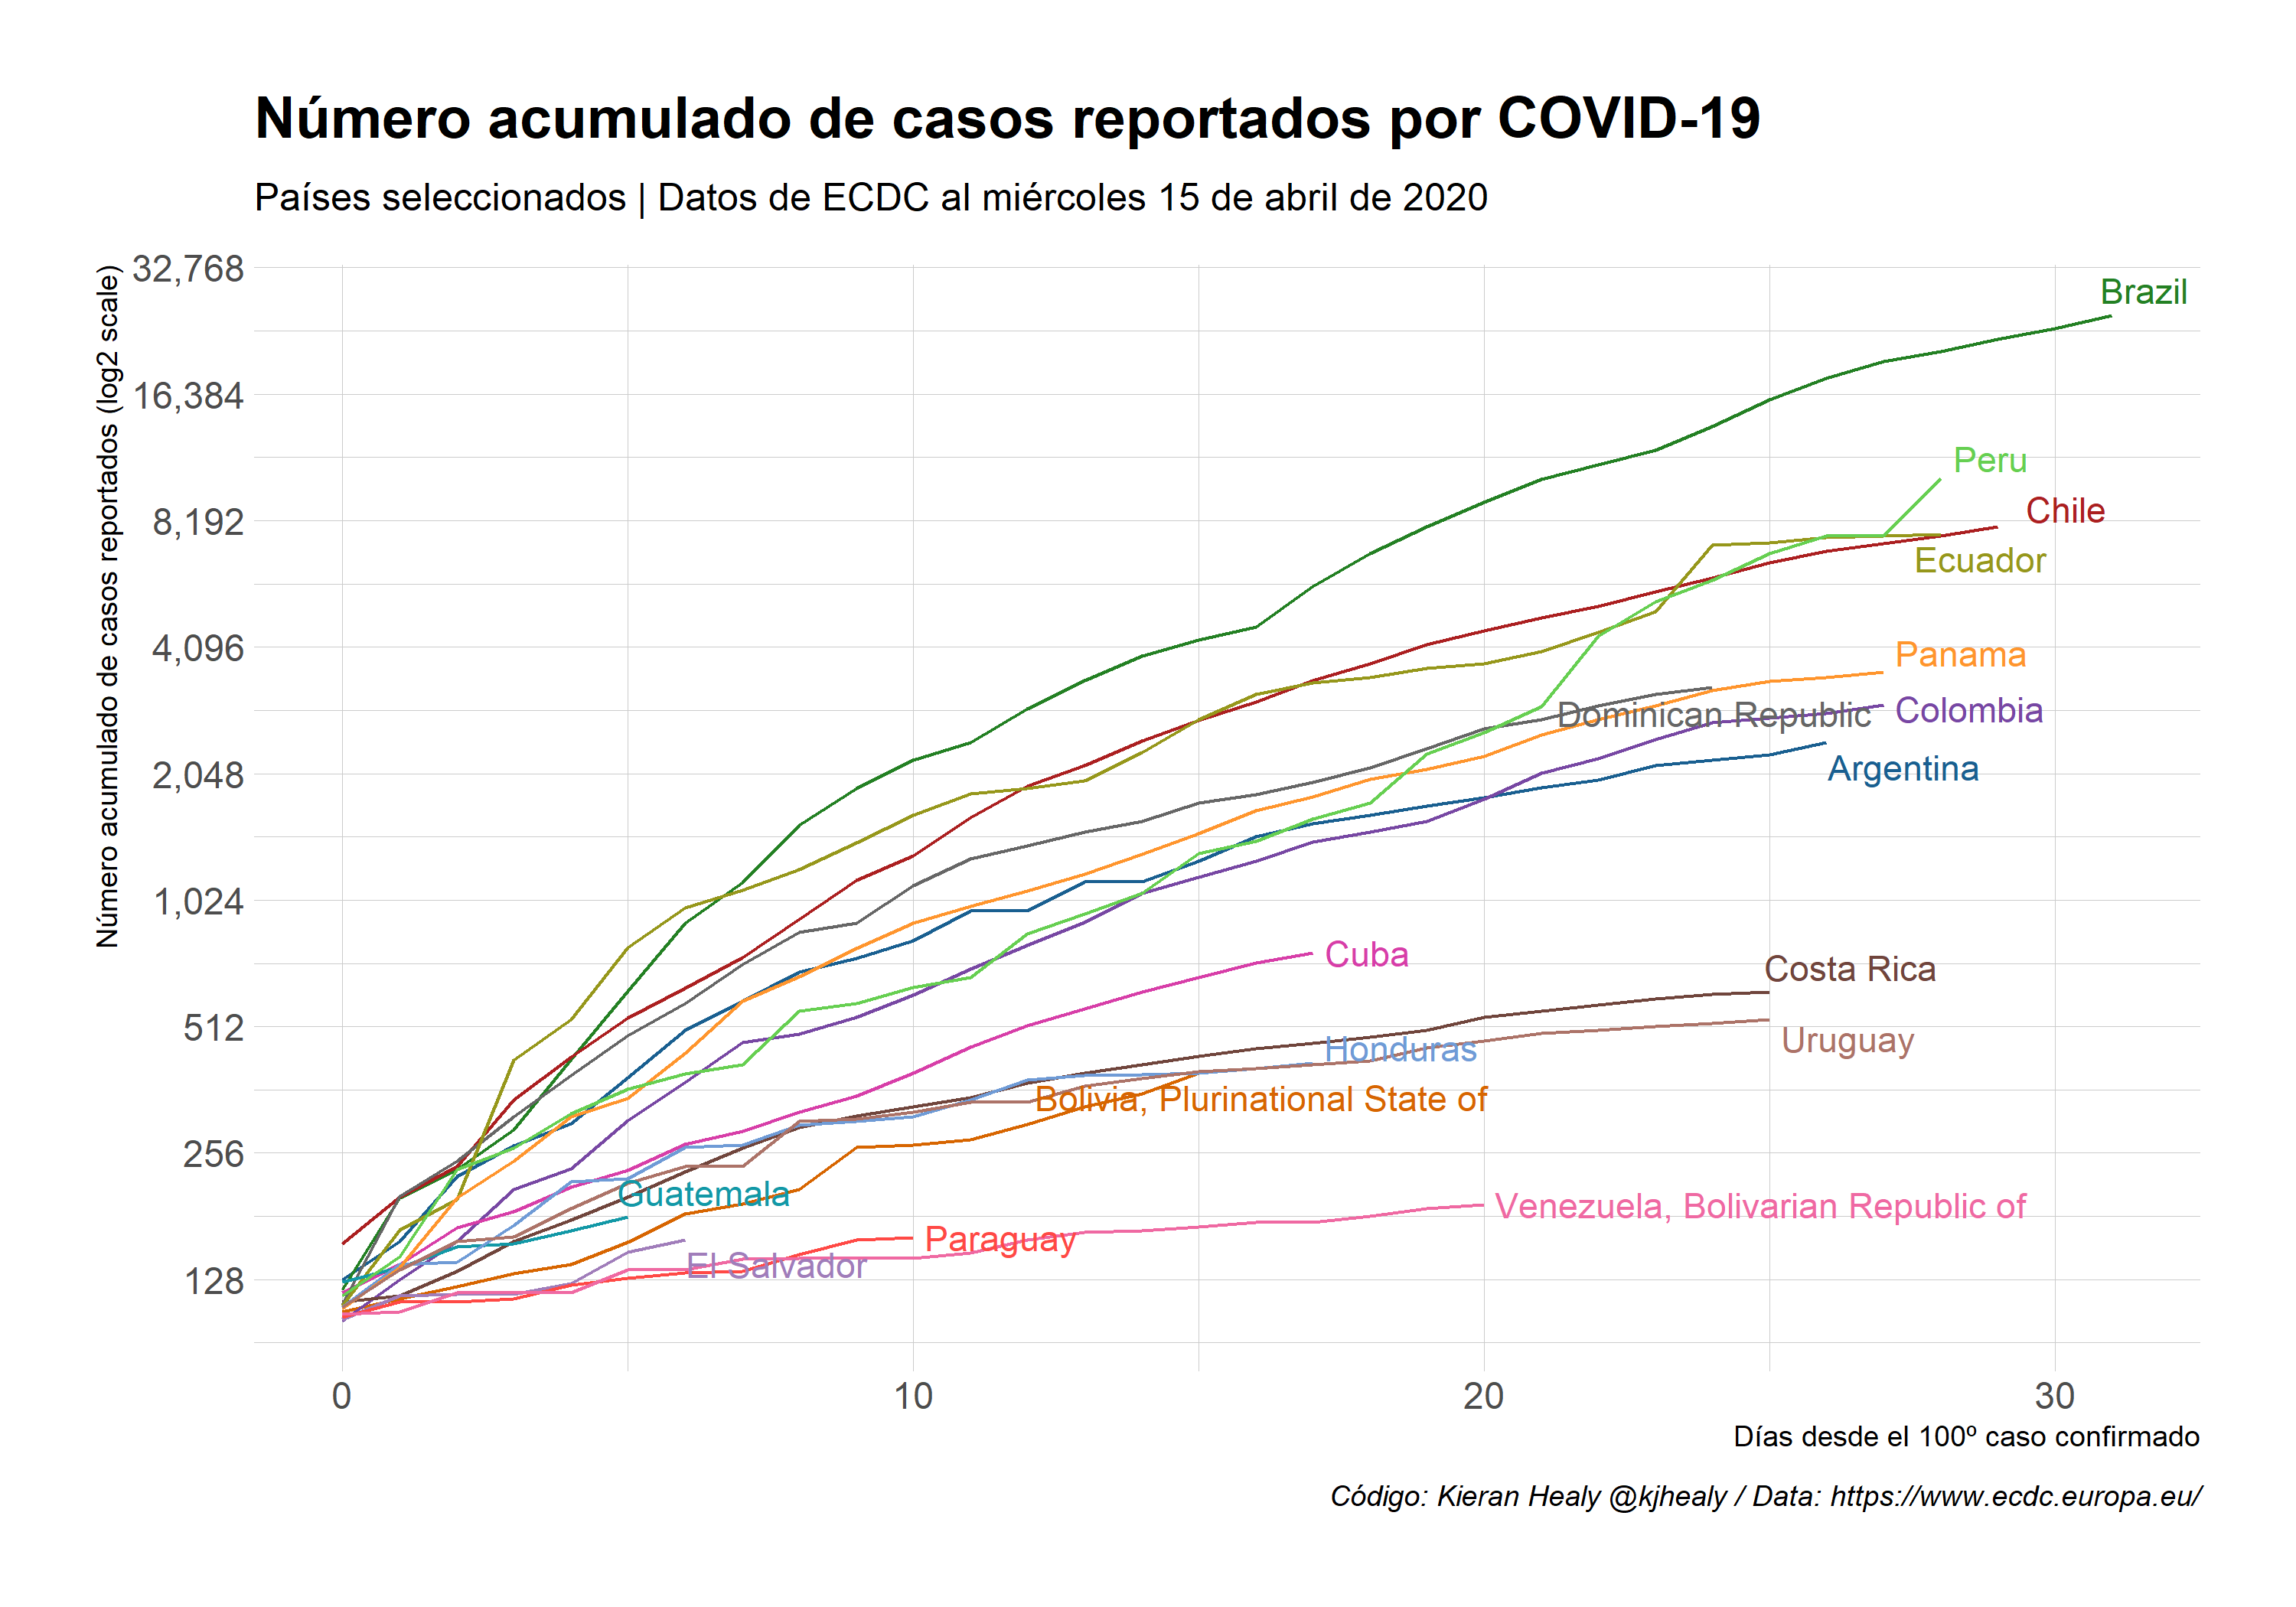 Número acumulado de casos reportados por COVID-19
Países seleccionados | Datos de ECDC al miércoles 15 de abril de 2020
Número acumulado de casos reportados (log2 scale)
32,768
16,384
8,192
4,096
2,048
1,024
512
256
128
Brazil
Peru
Chile
Ecuador
Panama
Dominican Republic
Colombia
Argentina
Cuba
Costa Rica
Uruguay
Honduras
Bolivia, Plurinational State of
Guatemala
Venezuela, Bolivarian Republic of
Paraguay
El Salvador
0
10
20
30
Días desde el 100º caso confirmado
Código: Kieran Healy @kjhealy / Data: https://www.ecdc.europa.eu/